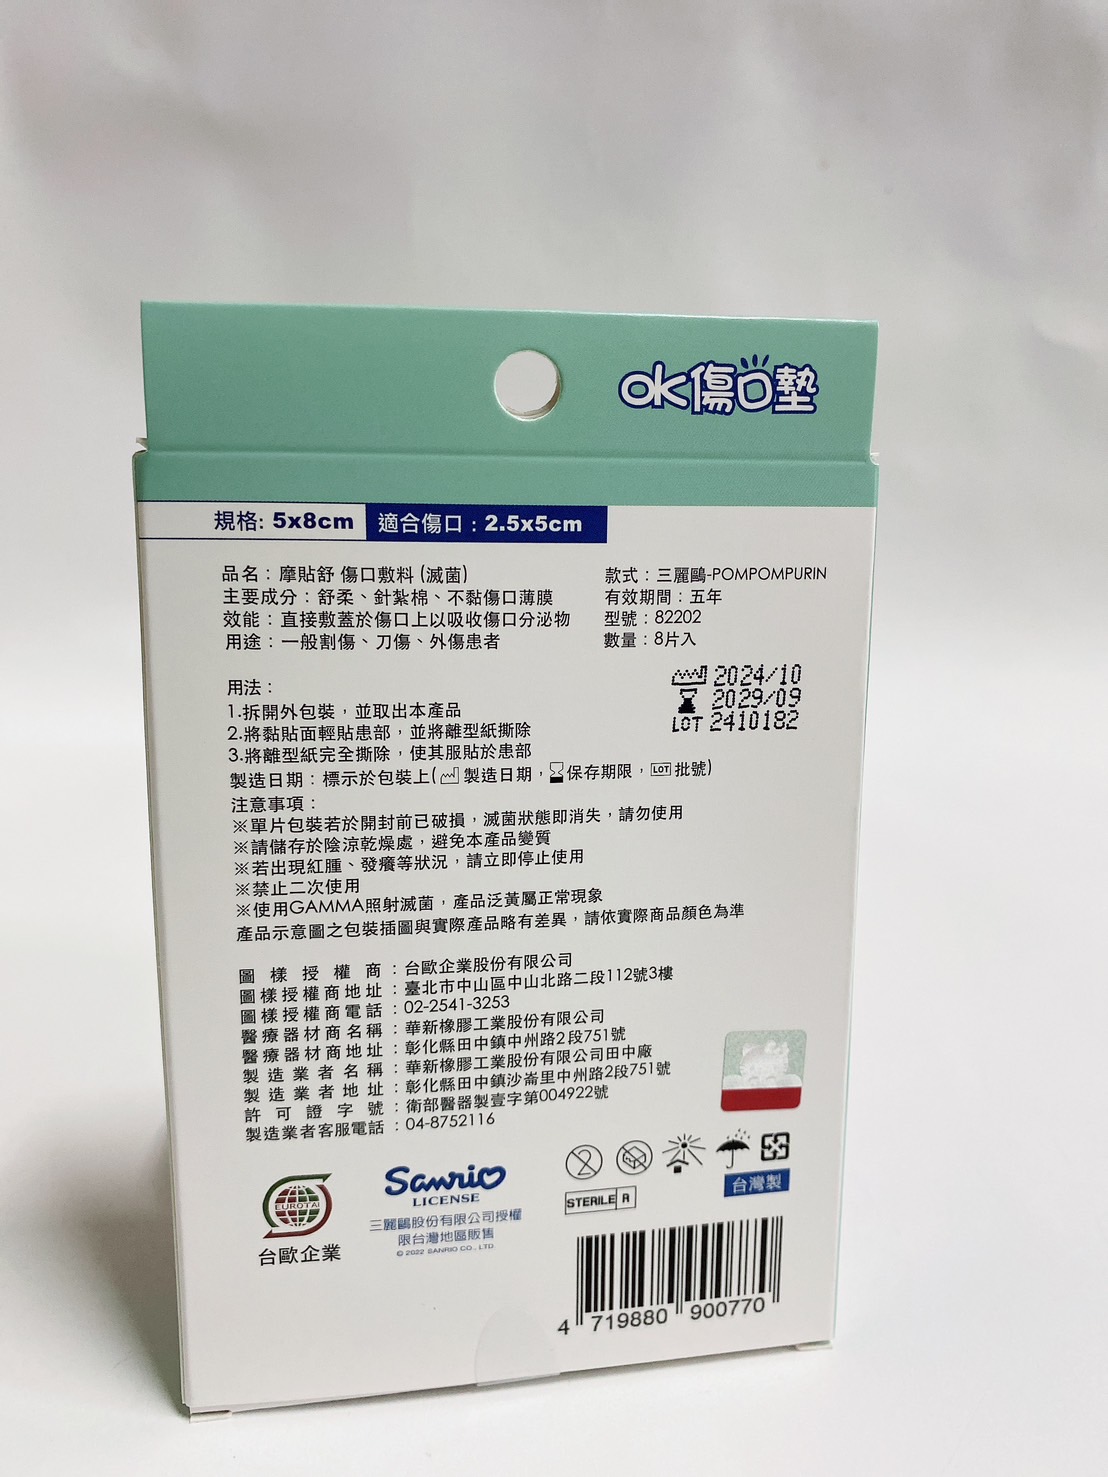 OK傷口墊
規格: 5x8cm 適合傷口：2.5x5cm
品名：摩貼舒 傷口敷料 (滅菌)
主要成分：舒柔、針紮棉、不黏傷口薄膜
效能：直接敷蓋於傷口上以吸收傷口分泌物
用途：一般割傷、刀傷、外傷患者
款式：三麗鷗-POMPOMPURIN
有效期間：五年
型號：82202
數量：8片入
2024/10
2029/09
LOT 2410182
用法：
1.拆開外包裝，並取出本產品
2.將黏貼面輕貼患部，並將離型紙撕除
3.將離型紙完全撕除，使其服貼於患部
製造日期：標示於包裝上(製造日期，保存期限，LOT批號)
注意事項：
※單片包裝若於開封前已破損，滅菌狀態即消失，請勿使用
※請儲存於陰涼乾燥處，避免本產品變質
※若出現紅腫、發癢等狀況，請立即停止使用
※禁止二次使用
※使用GAMMA照射滅菌，產品泛黃屬正常現象
產品示意圖之包裝插圖與實際產品略有差異，請依實際商品顏色為準
圖樣授權商：台歐企業股份有限公司
圖樣授權商地址：臺北市中山區中山北路二段112號3樓
圖樣授權商電話：02-2541-3253
醫療器材商名稱：華新橡膠工業股份有限公司
醫療器材商地址：彰化縣田中鎮中州路2段751號
製造業者名稱：華新橡膠工業股份有限公司田中廠
製造業者地址：彰化縣田中鎮沙崙里中州路2段751號
許可證字號：衛部醫器製壹字第004922號
製造業者客服電話：04-8752116
EUROTAI
台歐企業
Sanrio
LICENSE
三麗鷗股份有限公司授權
限台灣地區販售
© 2022 SANRIO CO., LTD
2
STERILE R
台灣製
4 719880 900770